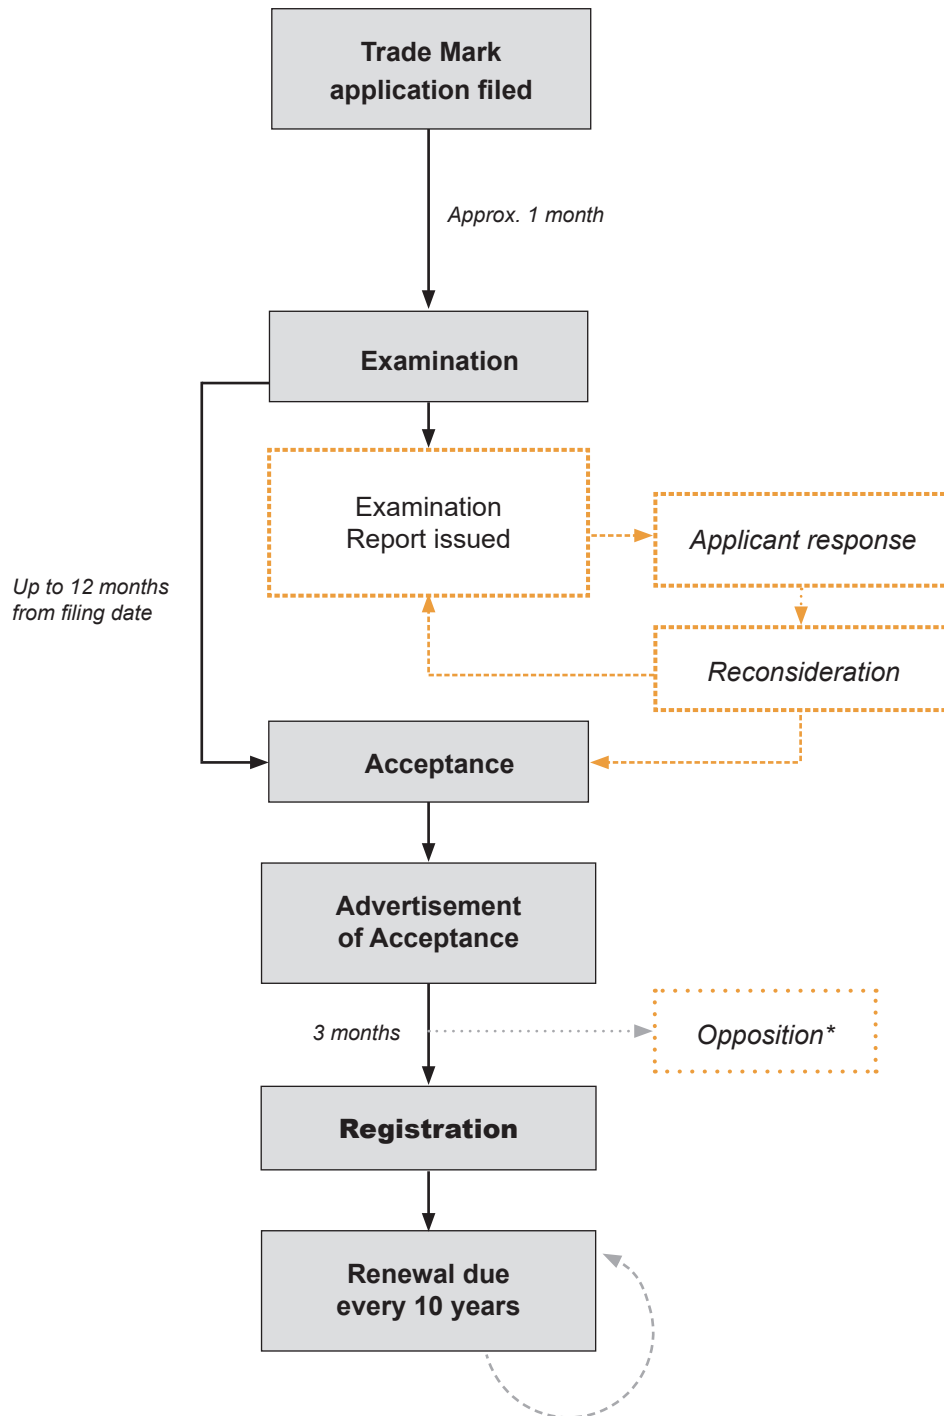 Trade Mark
application filed
Approx. 1 month
Examination
Examination
Report issued
Applicant response
Up to 12 months
from filing date
Reconsideration
Acceptance
Advertisement
of Acceptance
3 months
Opposition*
Registration
Renewal due
every 10 years